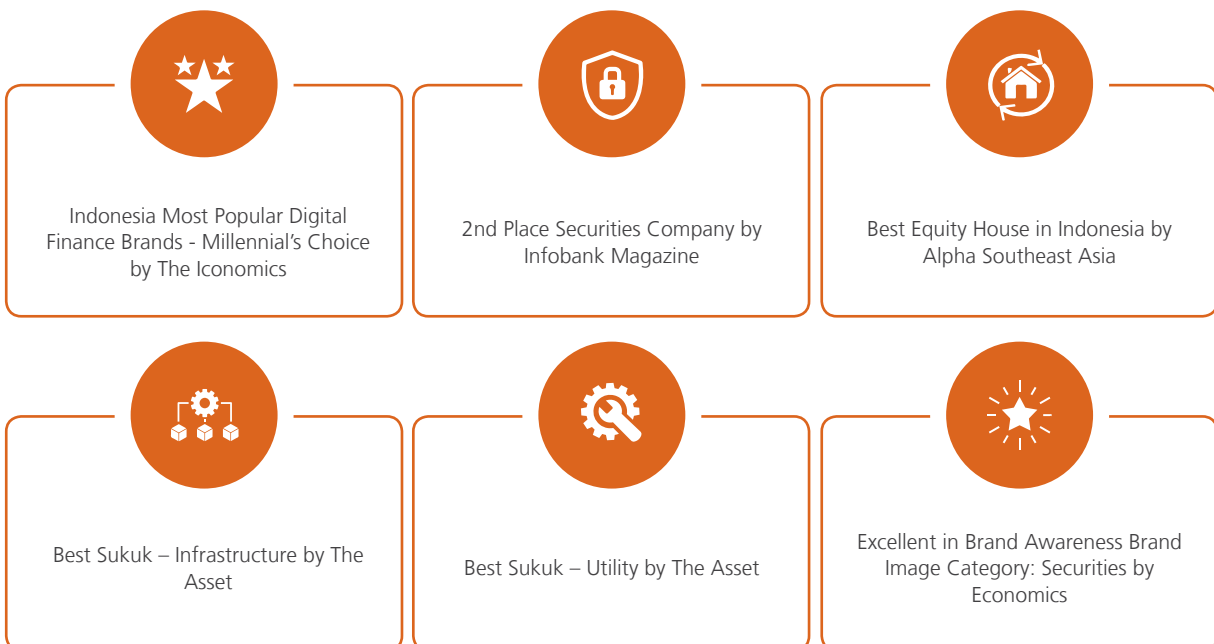 Indonesia Most Popular Digital
Finance Brands - Millennial’s Choice
by The Iconomics
2nd Place Securities Company by
Infobank Magazine
Best Equity House in Indonesia by
Alpha Southeast Asia
Best Sukuk – Infrastructure by The
Asset
Best Sukuk – Utility by The Asset
Excellent in Brand Awareness Brand
Image Category: Securities by
Economics